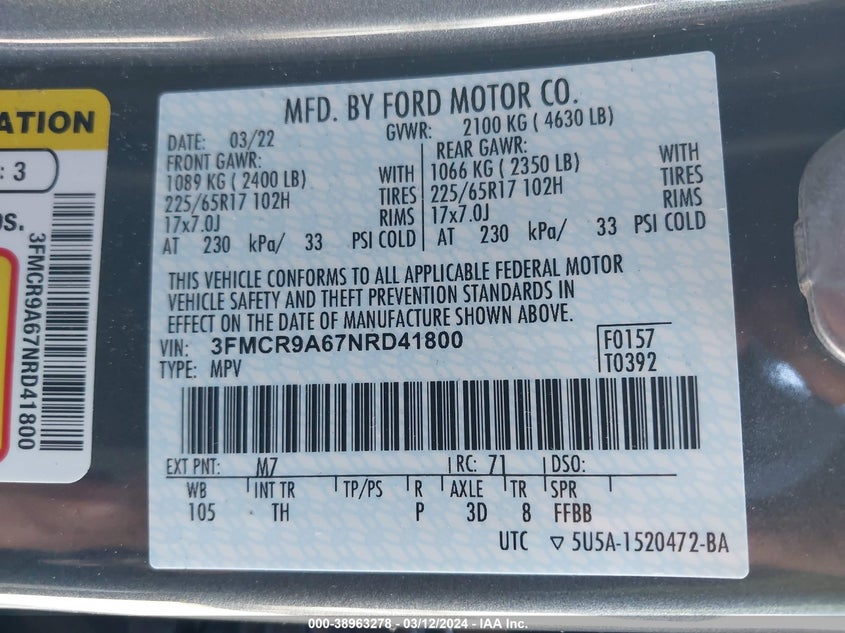 ATION
: 3
os.
3FMCR9A67NRD41800
MFD. BY FORD MOTOR CO.
DATE: 03/22 GVWR: 2100 KG ( 4630 LB)
FRONT GAWR: REAR GAWR:
1089 KG ( 2400 LB) WITH 1066 KG ( 2350 LB) WITH
225/65R17 102H TIRES 225/65R17 102H TIRES
17x7.0J RIMS 17x7.0J RIMS
AT 230 kPa/ 33 PSI COLD AT 230 kPa/ 33 PSI COLD
THIS VEHICLE CONFORMS TO ALL APPLICABLE FEDERAL MOTOR
VEHICLE SAFETY AND THEFT PREVENTION STANDARDS IN
EFFECT ON THE DATE OF MANUFACTURE SHOWN ABOVE.
VIN: 3FMCR9A67NRD41800 F0157
TYPE: MPV T0392
EXT PNT: M7 RC: 71 DSO:
WB INT TR TP/PS R AXLE TR SPR
105 TH P 3D 8 FFBB
UTC ▽ 5U5A-1520472-BA
000-38963278 - 03/12/2024 - IAA Inc.